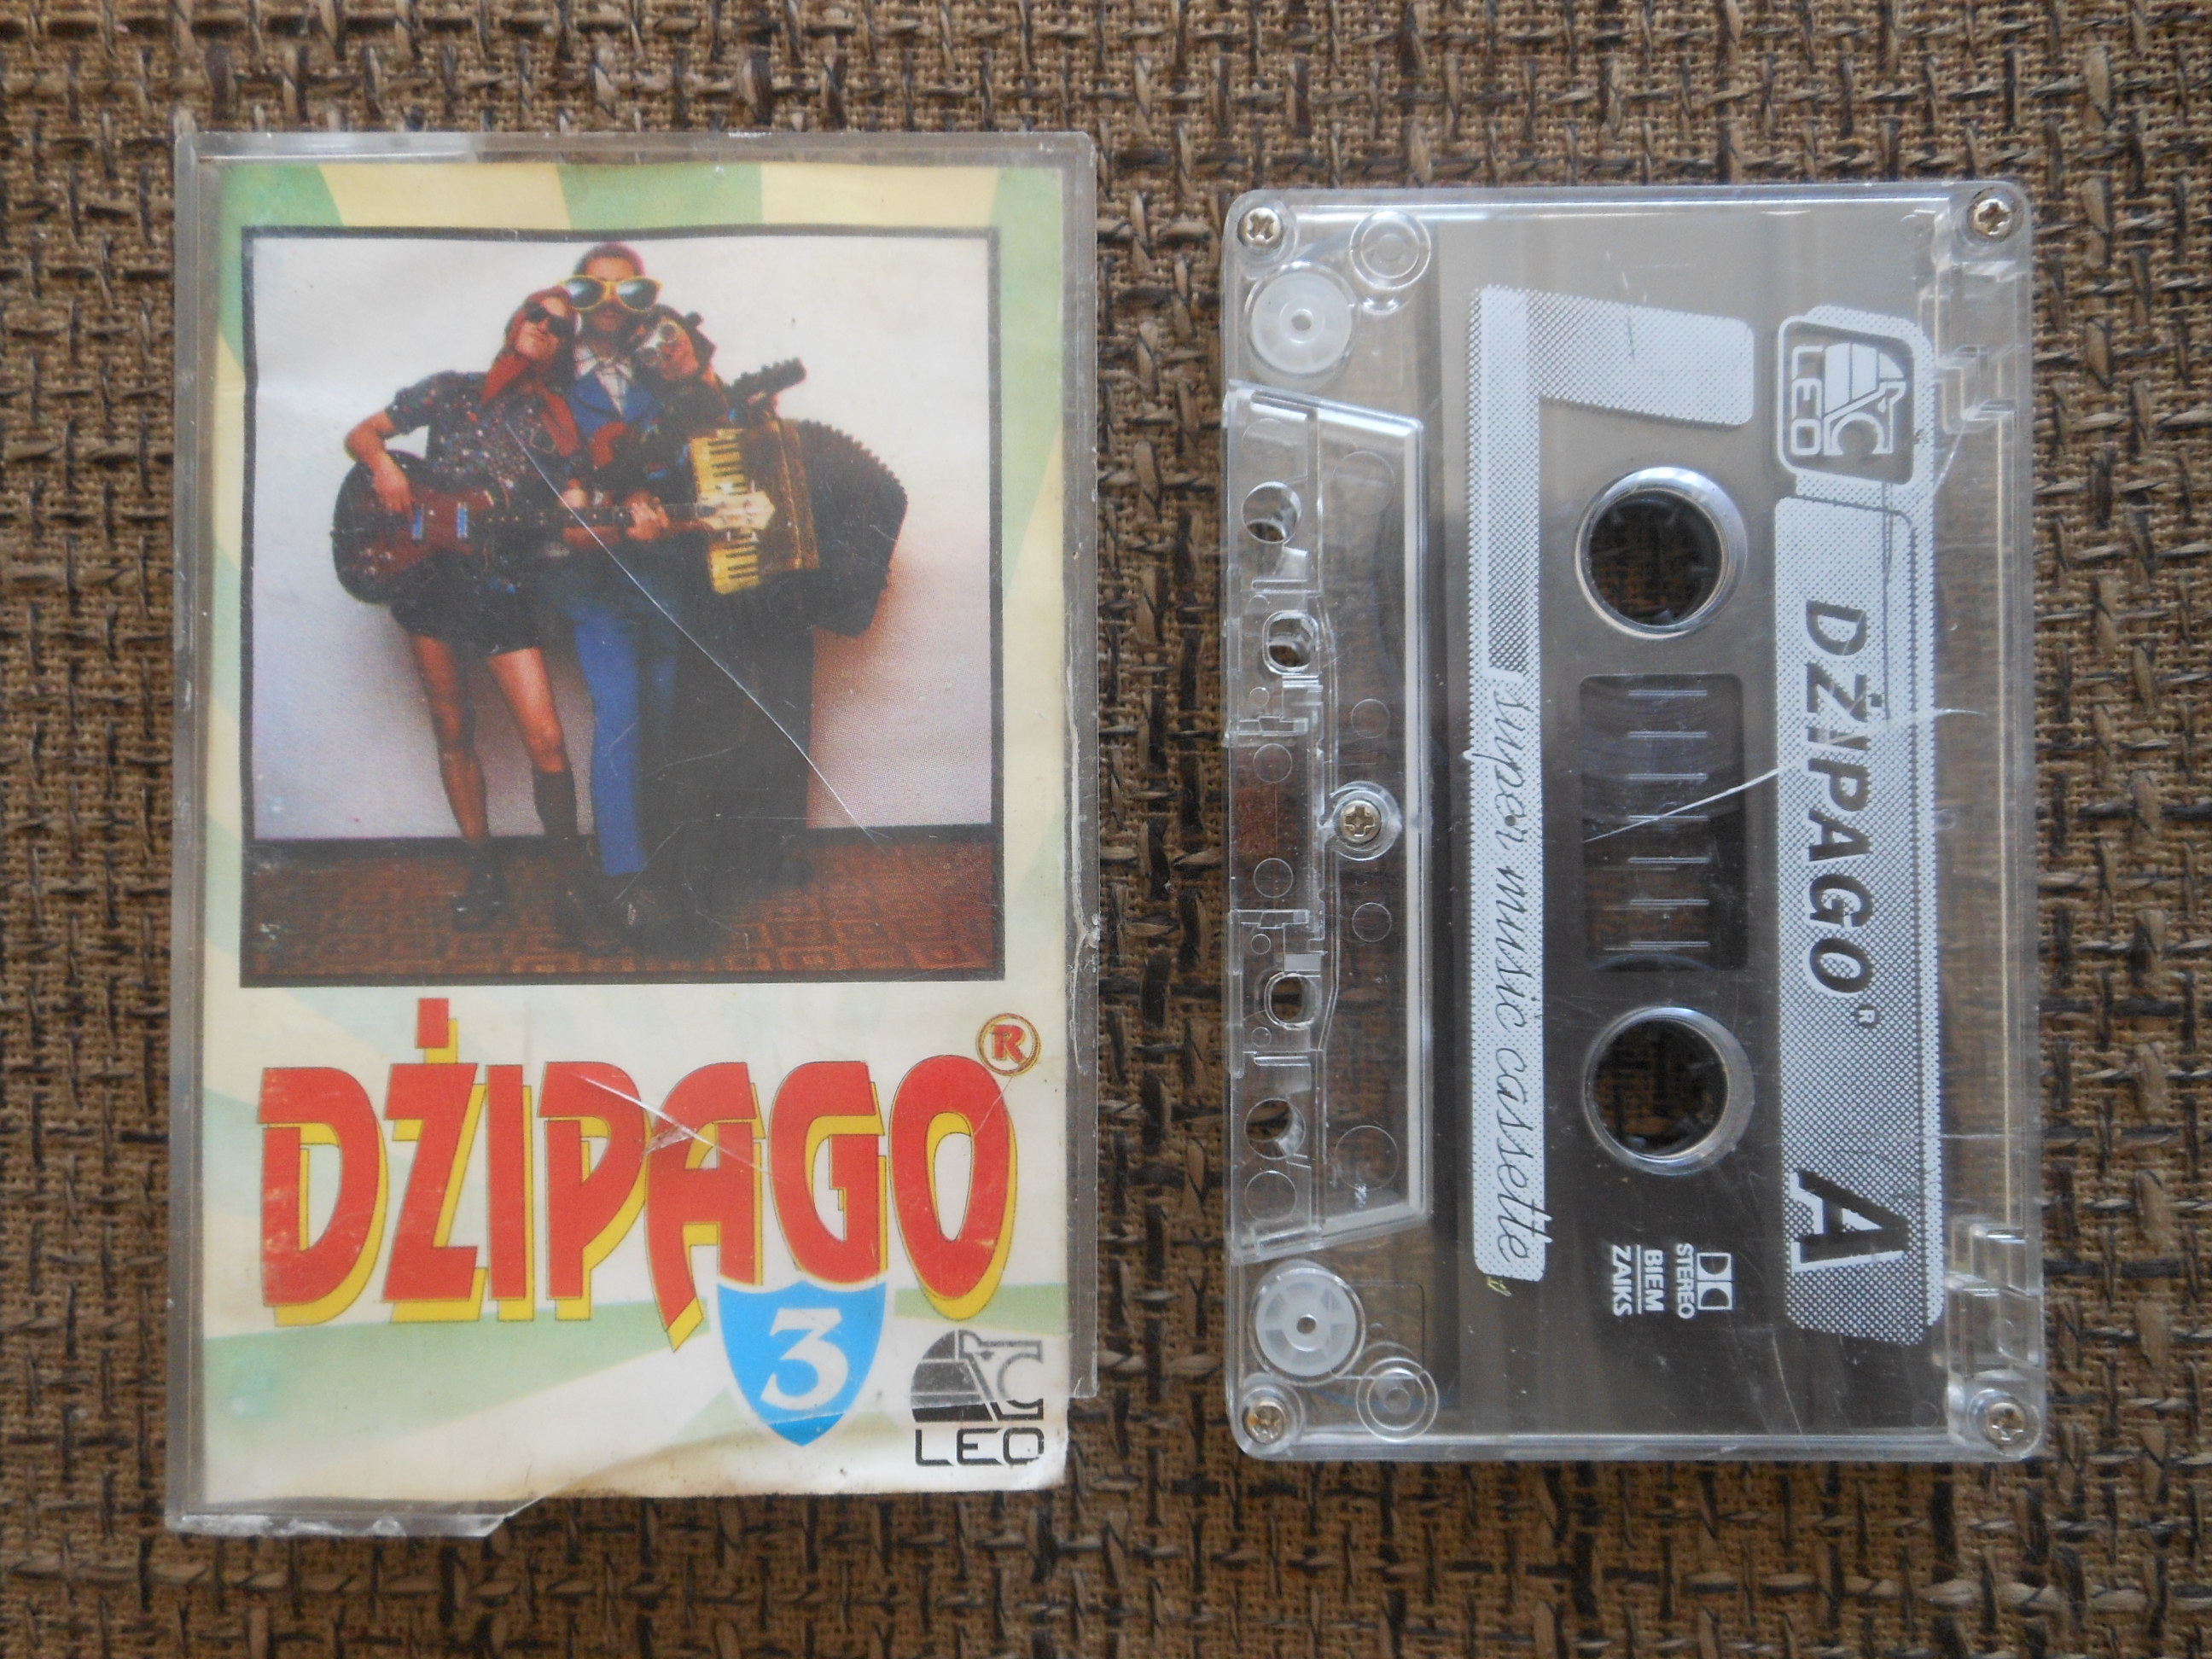 DŻIPAGO®
3
LEO
LEO
DŻIPAGO®
A
super music cassette
STEREO
BIEM
ZAIKS